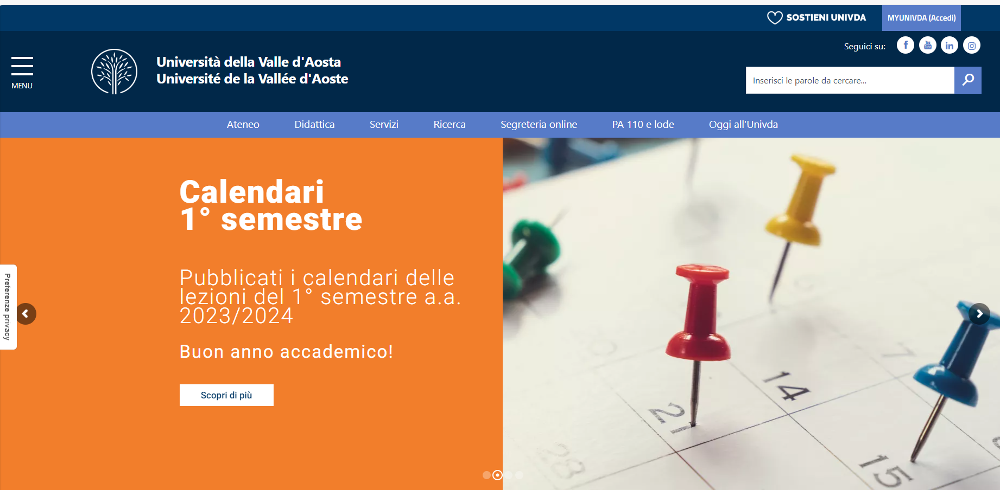 SOSTIENI UNIVDA
MYUNIVDA (Accedi)
Seguici su:
MENU
Università della Valle d'Aosta
Université de la Vallée d'Aoste
Inserisci le parole da cercare...
Ateneo
Didattica
Servizi
Ricerca
Segreteria online
PA 110 e lode
Oggi all'Univda
Calendari
1° semestre
Pubblicati i calendari delle
lezioni del 1° semestre a.a.
2023/2024
Buon anno accademico!
Scopri di più
Preferenze privacy
7
14
21
28
15